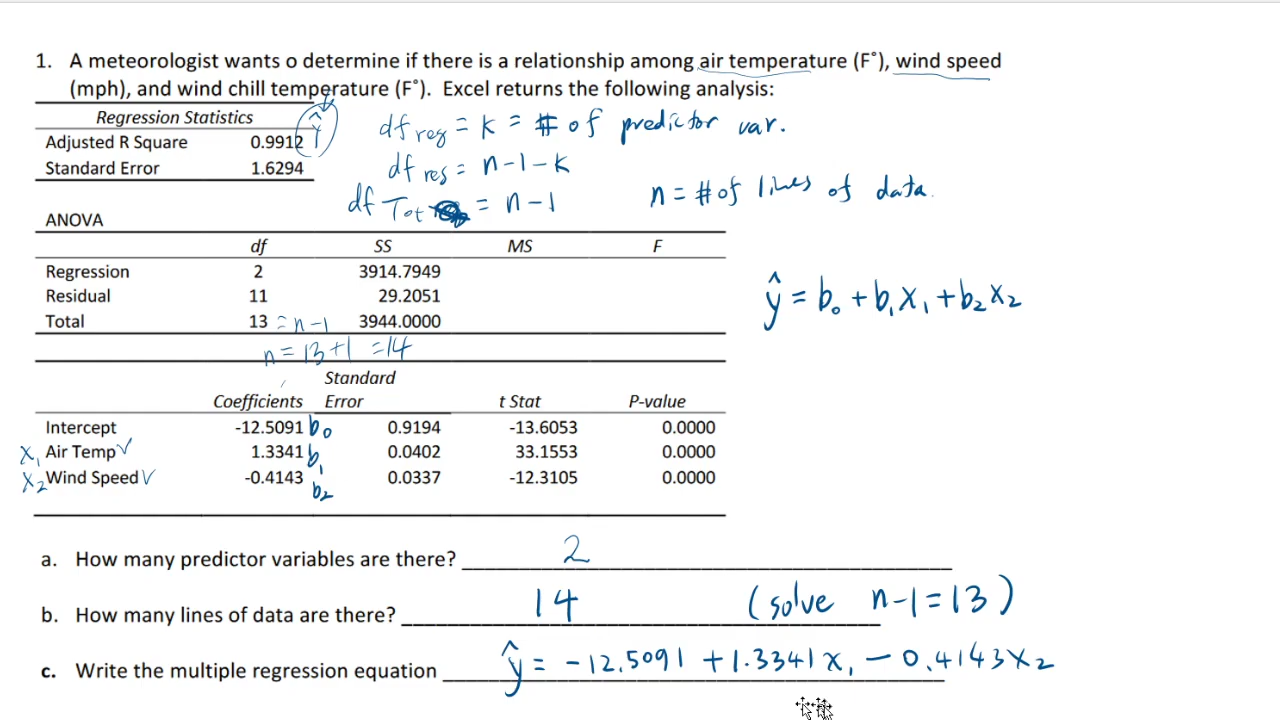 1. A meteorologist wants o determine if there is a relationship among air temperature (F°), wind speed
(mph), and wind chill temperature (F°). Excel returns the following analysis:
Regression Statistics
Adjusted R Square 0.9912 ŷ
Standard Error 1.6294
df reg = k = # of predictor var.
df res = n-1-k
df Tot = n-1
n = # of lines of data.
ANOVA
df SS MS F
Regression 2 3914.7949
Residual 11 29.2051
Total 13 = n-1 3944.0000
n = 13+1 = 14
ŷ = b₀ + b₁x₁ + b₂x₂
Standard
Coefficients Error t Stat P-value
Intercept -12.5091 b₀ 0.9194 -13.6053 0.0000
x₁ Air Temp ✓ 1.3341 b₁ 0.0402 33.1553 0.0000
x₂ Wind Speed ✓ -0.4143 b₂ 0.0337 -12.3105 0.0000
a. How many predictor variables are there? 2
b. How many lines of data are there? 14 (solve n-1=13)
c. Write the multiple regression equation ŷ = -12.5091 + 1.3341x₁ - 0.4143x₂